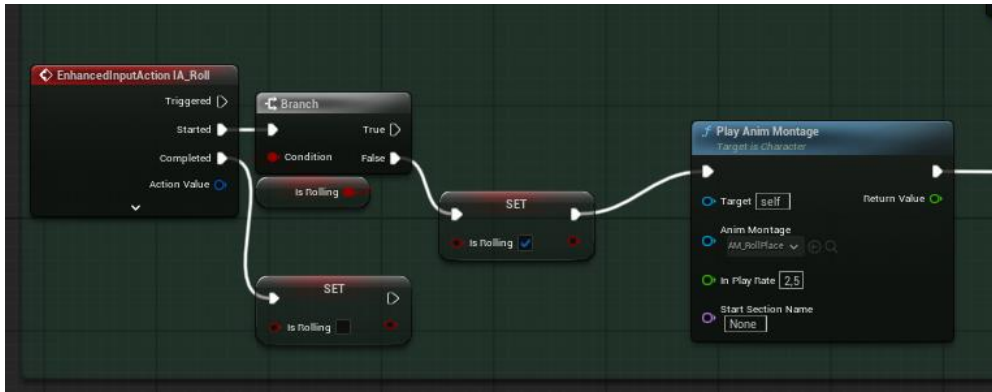 EnhancedInputAction IA_Roll
Triggered
Started
Completed
Action Value
Branch
True
Condition
False
Is Rolling
SET
Is Rolling
SET
Is Rolling
Play Anim Montage
Target is Character
Target self
Return Value
Anim Montage
AM_RollPlace
In Play Rate 2,5
Start Section Name
None